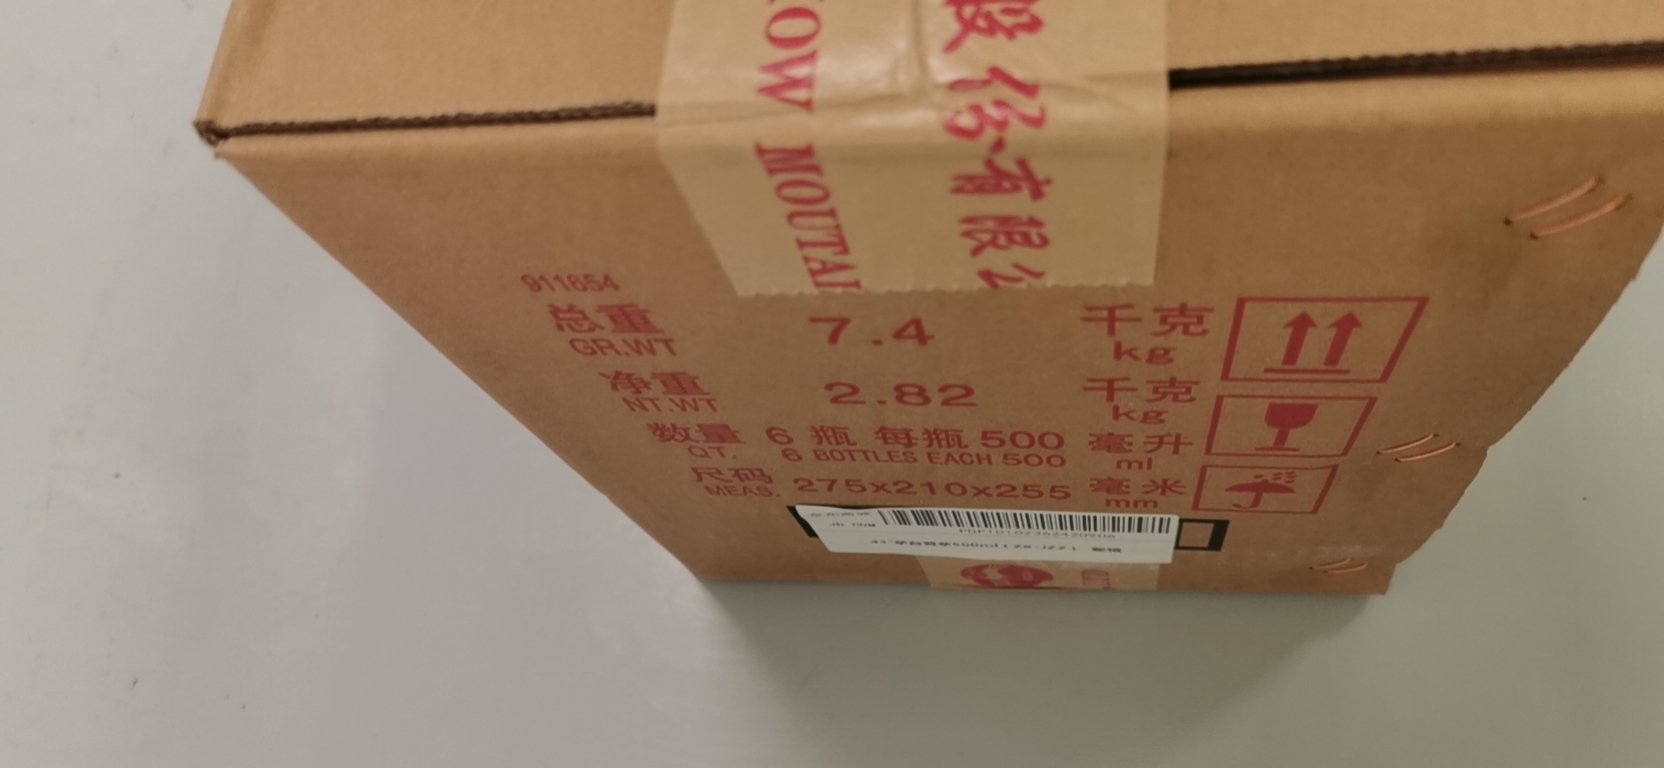 OW MOUTAI
股份有限公
911654
总重 7.4 千克
GR.WT kg
净重 2.82 千克
NT.WT kg
数量 6 瓶 每瓶 500 毫升
QT. 6 BOTTLES EACH 500 ml
尺码 275x210x255 毫米
MEAS. mm